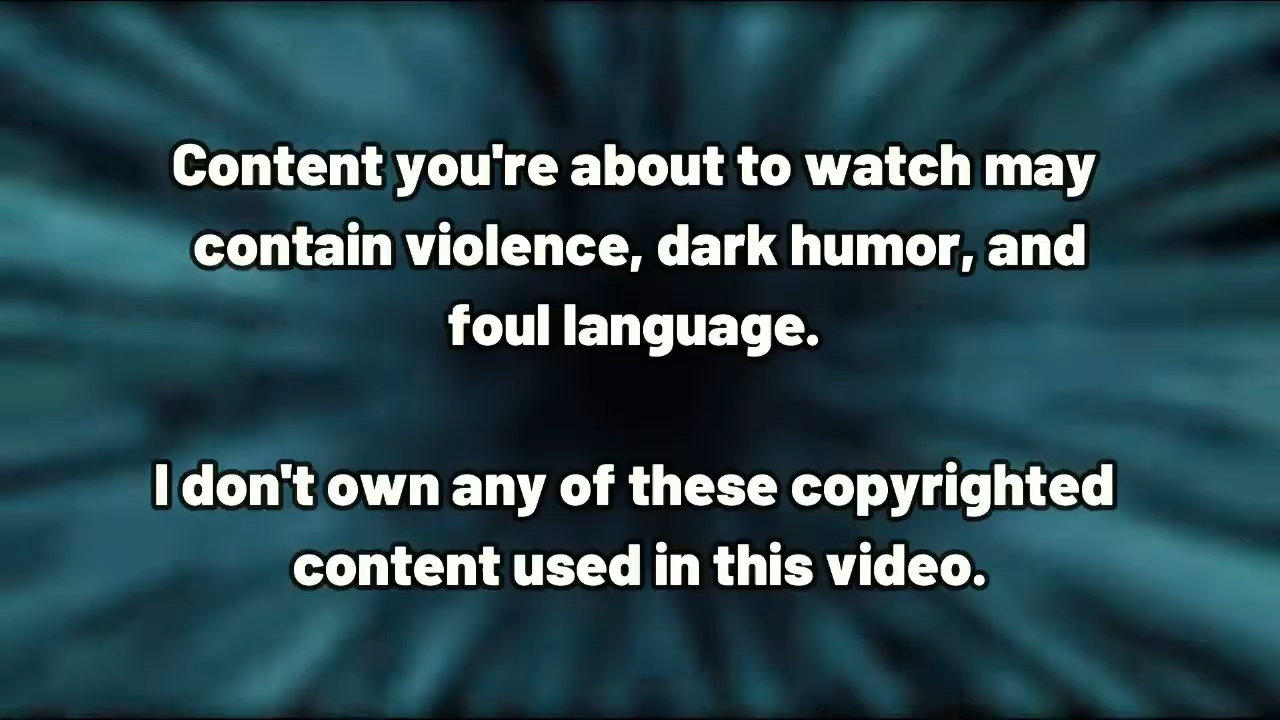 Content you're about to watch may
contain violence, dark humor, and
foul language.
I don't own any of these copyrighted
content used in this video.